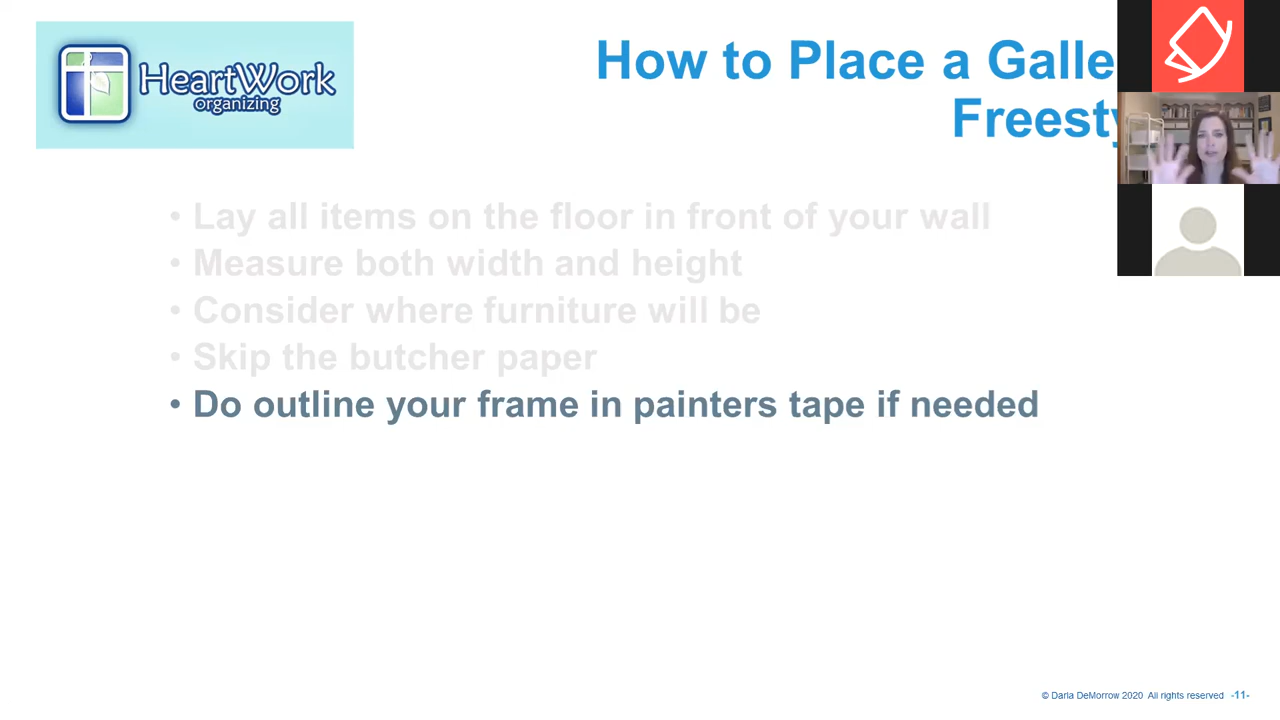 HeartWork
organizing
How to Place a Galle
Freesty
• Lay all items on the floor in front of your wall
• Measure both width and height
• Consider where furniture will be
• Skip the butcher paper
• Do outline your frame in painters tape if needed
© Darla DeMorrow 2020 All rights reserved -11-